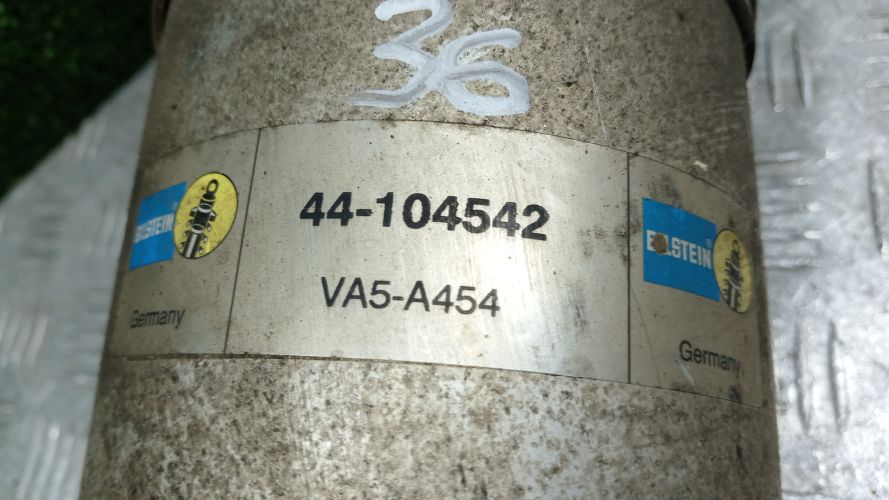 36
BILSTEIN®
Germany
44-104542
VA5-A454
BILSTEIN®
Germany